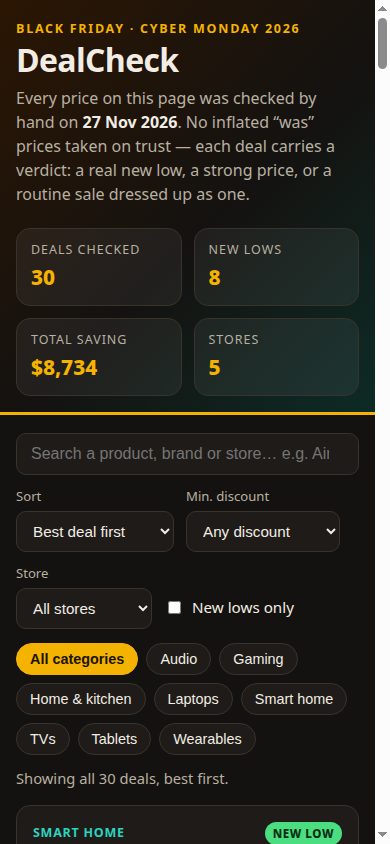 BLACK FRIDAY · CYBER MONDAY 2026
DealCheck
Every price on this page was checked by
hand on 27 Nov 2026. No inflated “was”
prices taken on trust — each deal carries a
verdict: a real new low, a strong price, or a
routine sale dressed up as one.
DEALS CHECKED
30
NEW LOWS
8
TOTAL SAVING
$8,734
STORES
5
Search a product, brand or store… e.g. Air
Sort
Min. discount
Best deal first
Any discount
Store
All stores
New lows only
All categories
Audio
Gaming
Home & kitchen
Laptops
Smart home
TVs
Tablets
Wearables
Showing all 30 deals, best first.
SMART HOME
NEW LOW